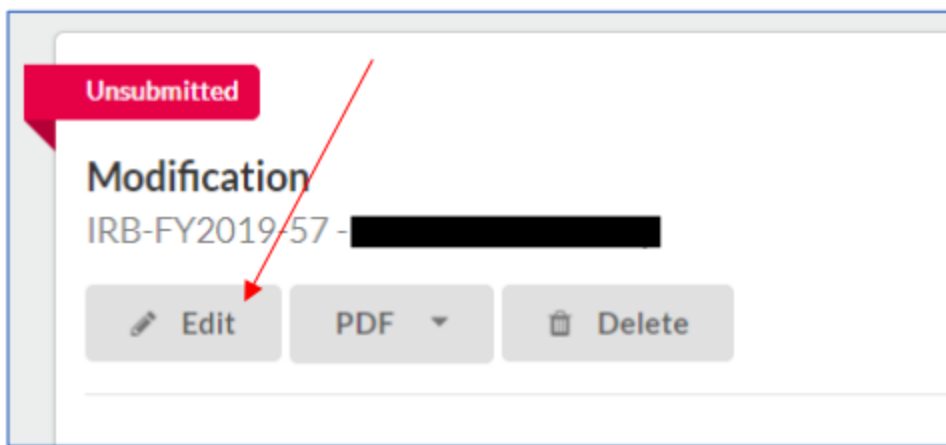 Unsubmitted
Modification
IRB-FY2019-57 -
Edit PDF Delete